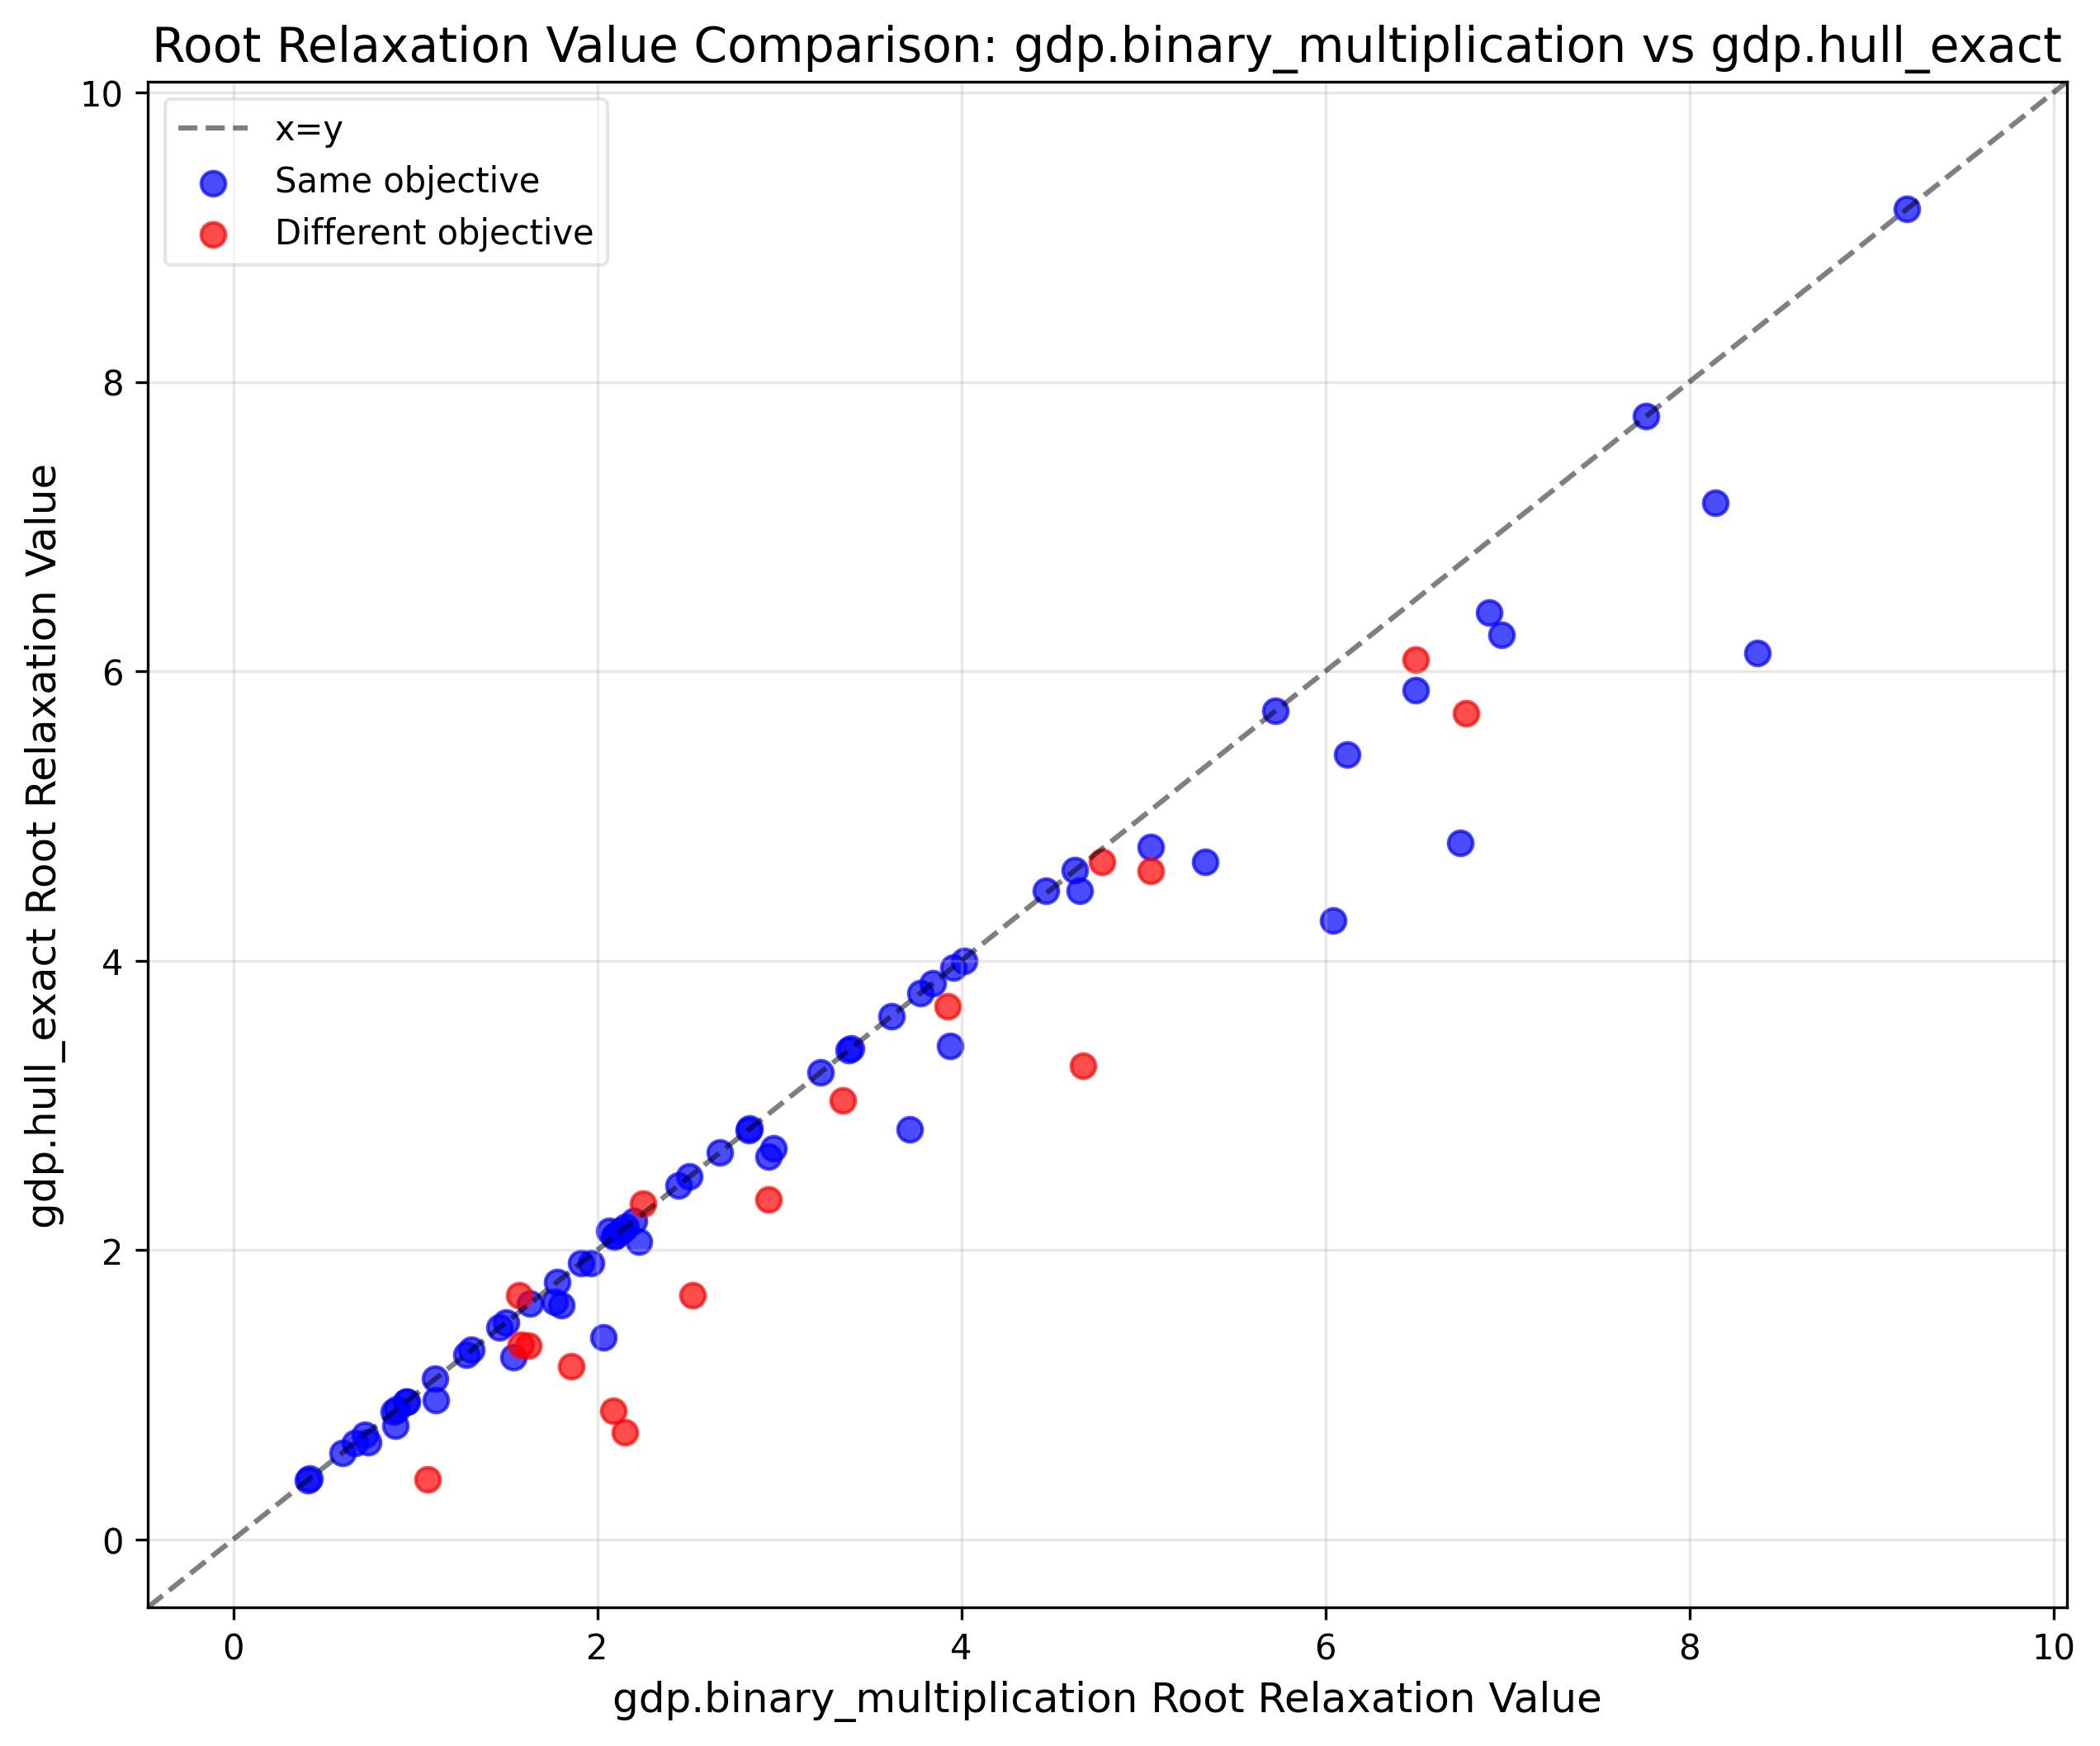 Root Relaxation Value Comparison: gdp.binary_multiplication vs gdp.hull_exact
x=y
Same objective
Different objective
gdp.hull_exact Root Relaxation Value
10
8
6
4
2
0
0
2
4
6
8
10
gdp.binary_multiplication Root Relaxation Value